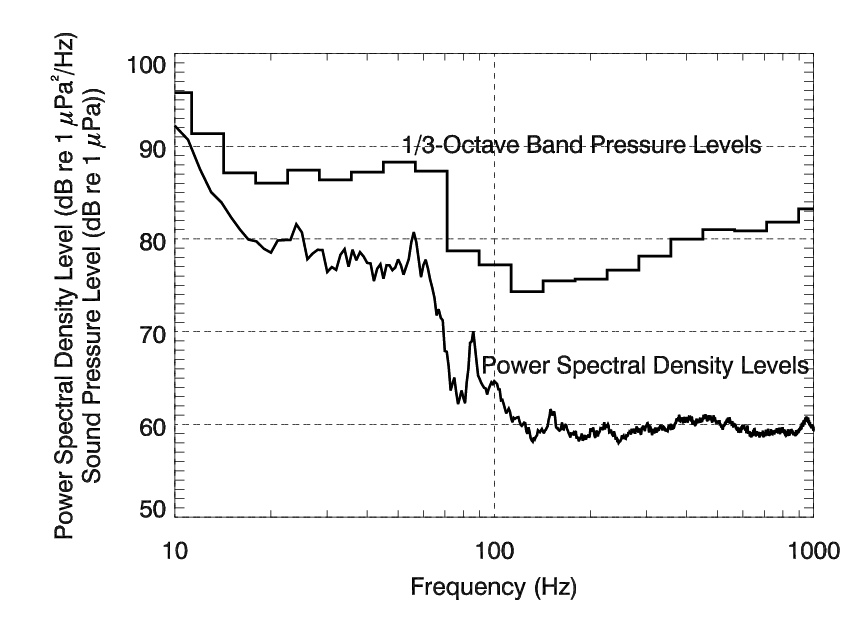 Power Spectral Density Level (dB re 1 μPa²/Hz)
Sound Pressure Level (dB re 1 μPa))
100
90
80
70
60
50
1/3-Octave Band Pressure Levels
Power Spectral Density Levels
10 100 1000
Frequency (Hz)